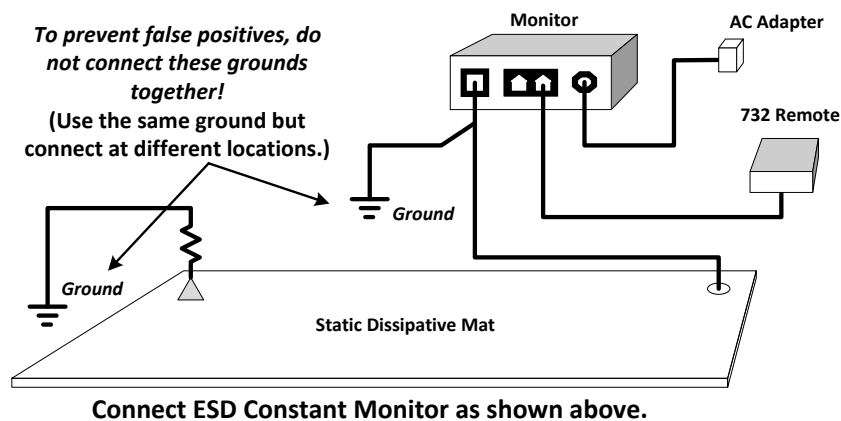 To prevent false positives, do
not connect these grounds
together!
(Use the same ground but
connect at different locations.)
Monitor
AC Adapter
732 Remote
Ground
Ground
Static Dissipative Mat
Connect ESD Constant Monitor as shown above.